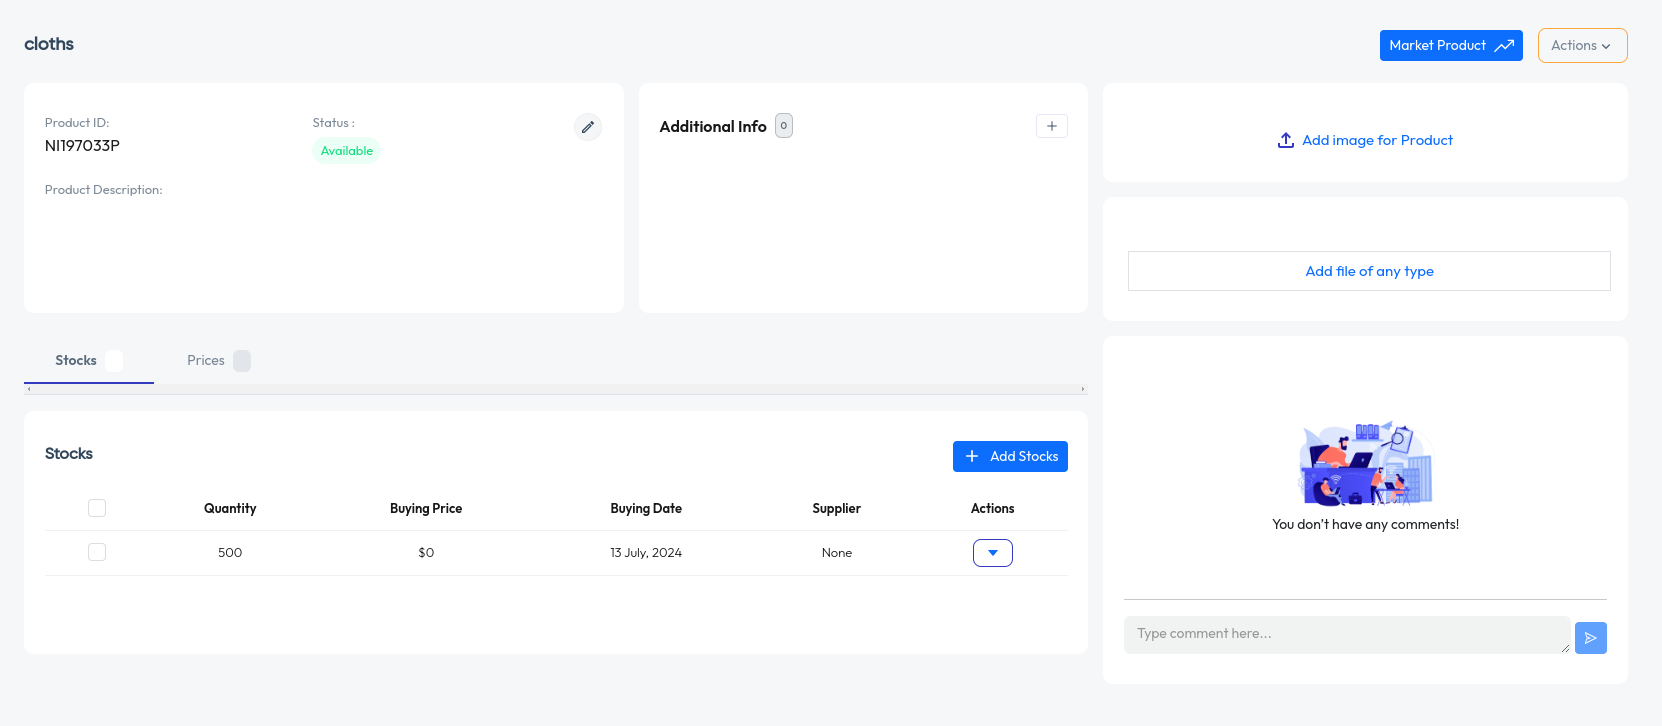 cloths
Market Product
Actions
Product ID:
NI197033P
Status :
Available
Product Description:
Additional Info 0
Add image for Product
Add file of any type
Stocks
Prices
Stocks
Add Stocks
Quantity Buying Price Buying Date Supplier Actions
500 $0 13 July, 2024 None
You don't have any comments!
Type comment here...